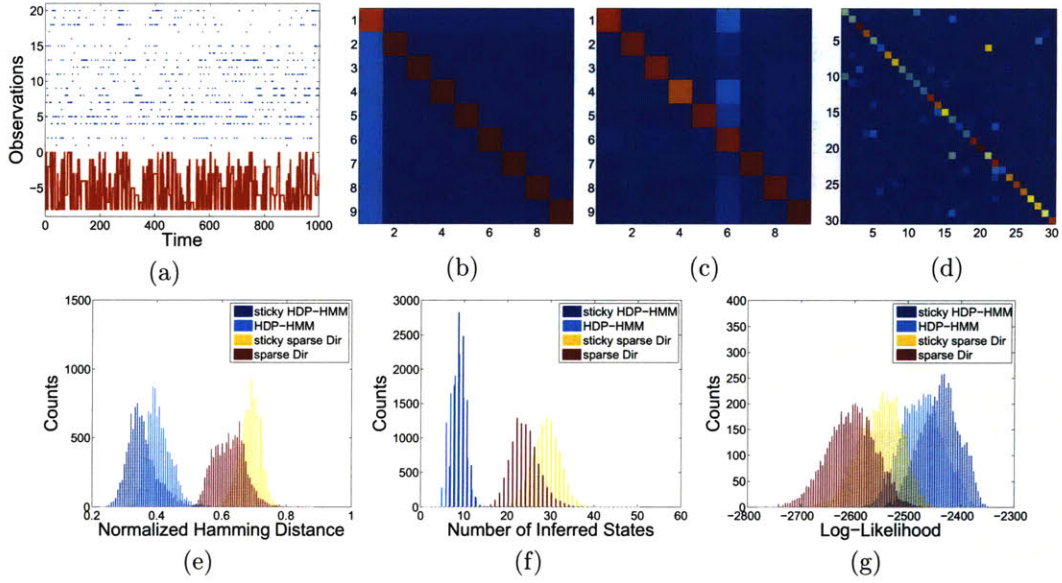 20
15
10
5
0
−5
Observations
0 200 400 600 800 1000
Time
(a)
1
2
3
4
5
6
7
8
9
2 4 6 8
(b)
1
2
3
4
5
6
7
8
9
2 4 6 8
(c)
5
10
15
20
25
30
5 10 15 20 25 30
(d)
1500
1000
500
0
Counts
sticky HDP−HMM
HDP−HMM
sticky sparse Dir
sparse Dir
0.2 0.4 0.6 0.8 1
Normalized Hamming Distance
(e)
3000
2500
2000
1500
1000
500
0
Counts
sticky HDP−HMM
HDP−HMM
sticky sparse Dir
sparse Dir
0 10 20 30 40 50 60
Number of Inferred States
(f)
400
350
300
250
200
150
100
50
0
Counts
sticky HDP−HMM
HDP−HMM
sticky sparse Dir
sparse Dir
−2800 −2700 −2600 −2500 −2400 −2300
Log−Likelihood
(g)